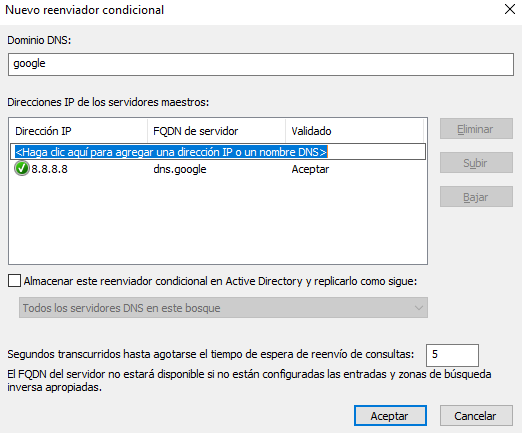 Nuevo reenviador condicional
Dominio DNS:
google
Direcciones IP de los servidores maestros:
Dirección IP FQDN de servidor Validado
<Haga clic aquí para agregar una dirección IP o un nombre DNS>
8.8.8.8 dns.google Aceptar
Eliminar
Subir
Bajar
Almacenar este reenviador condicional en Active Directory y replicarlo como sigue:
Todos los servidores DNS en este bosque
Segundos transcurridos hasta agotarse el tiempo de espera de reenvío de consultas: 5
El FQDN del servidor no estará disponible si no están configuradas las entradas y zonas de búsqueda
inversa apropiadas.
Aceptar Cancelar